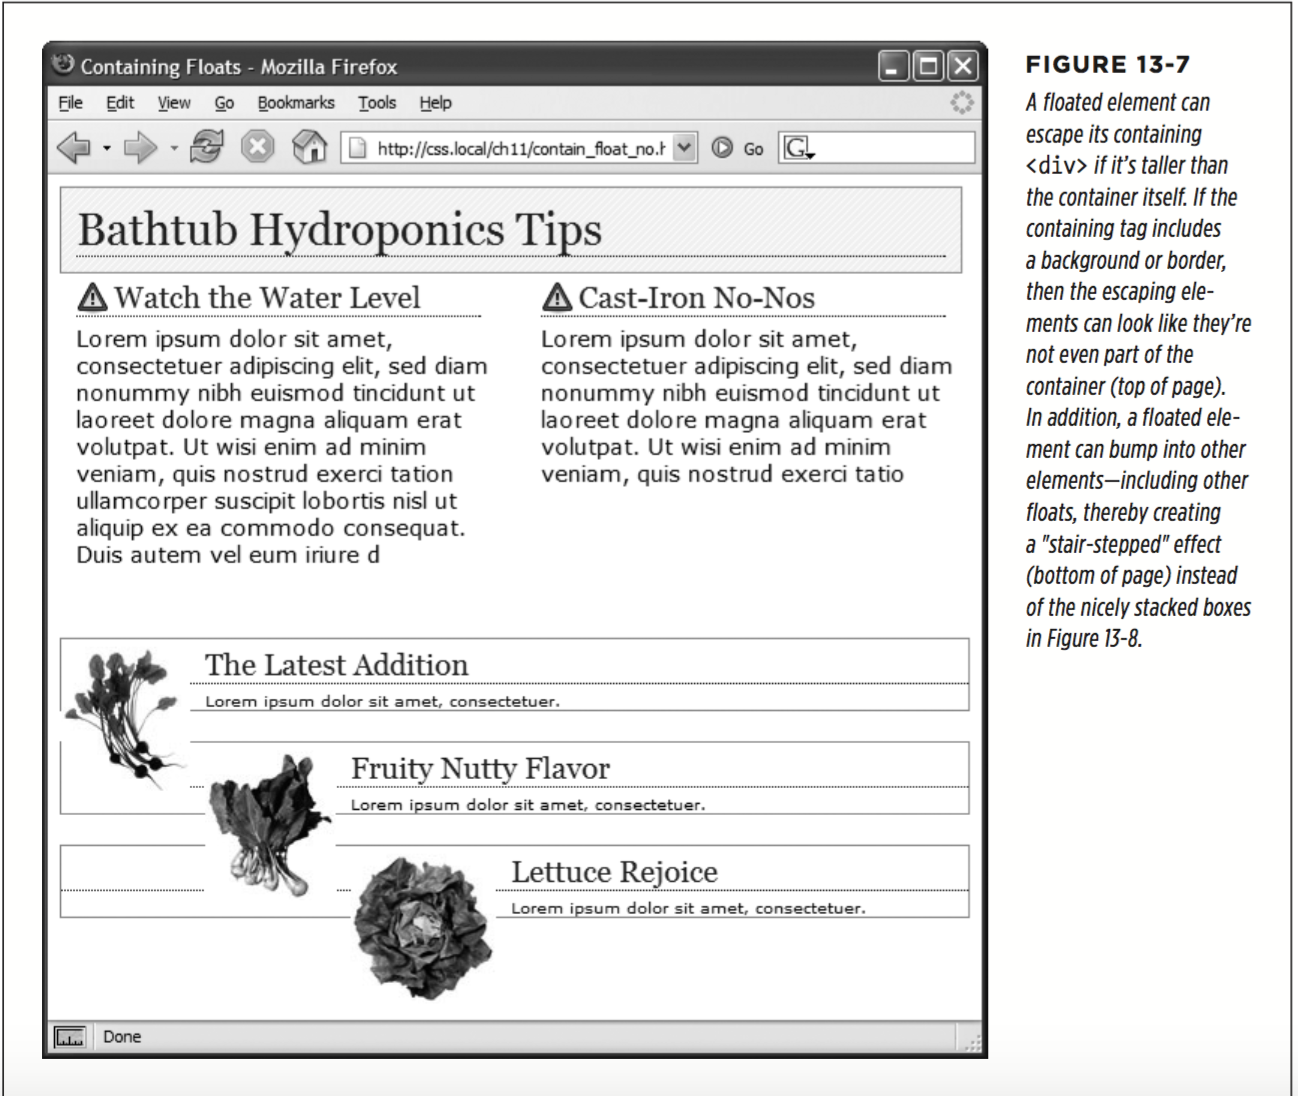 Containing Floats - Mozilla Firefox
File Edit View Go Bookmarks Tools Help
http://css.local/ch11/contain_float_no.h Go G
Bathtub Hydroponics Tips
Watch the Water Level
Lorem ipsum dolor sit amet,
consectetuer adipiscing elit, sed diam
nonummy nibh euismod tincidunt ut
laoreet dolore magna aliquam erat
volutpat. Ut wisi enim ad minim
veniam, quis nostrud exerci tation
ullamcorper suscipit lobortis nisl ut
aliquip ex ea commodo consequat.
Duis autem vel eum iriure d
Cast-Iron No-Nos
Lorem ipsum dolor sit amet,
consectetuer adipiscing elit, sed diam
nonummy nibh euismod tincidunt ut
laoreet dolore magna aliquam erat
volutpat. Ut wisi enim ad minim
veniam, quis nostrud exerci tatio
The Latest Addition
Lorem ipsum dolor sit amet, consectetuer.
Fruity Nutty Flavor
Lorem ipsum dolor sit amet, consectetuer.
Lettuce Rejoice
Lorem ipsum dolor sit amet, consectetuer.
Done
FIGURE 13-7
A floated element can
escape its containing
<div> if it's taller than
the container itself. If the
containing tag includes
a background or border,
then the escaping ele-
ments can look like they're
not even part of the
container (top of page).
In addition, a floated ele-
ment can bump into other
elements—including other
floats, thereby creating
a "stair-stepped" effect
(bottom of page) instead
of the nicely stacked boxes
in Figure 13-8.